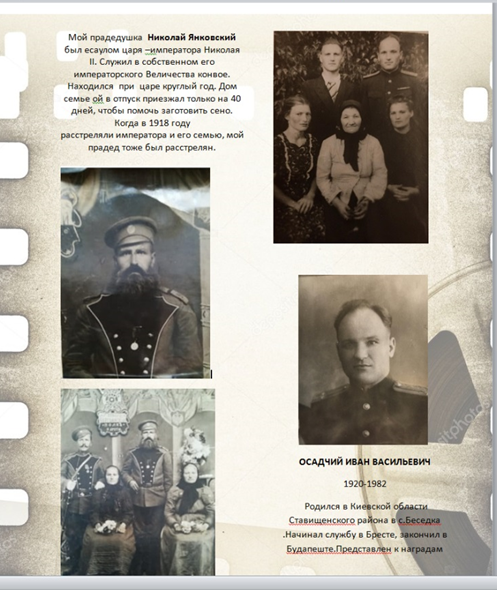 Мой прадедушка Николай Янковский
был есаулом царя –императора Николая
II. Служил в собственном его
императорского Величества конвое.
Находился при царе круглый год. Дом
семье ой в отпуск приезжал только на 40
дней, чтобы помочь заготовить сено.
Когда в 1918 году
расстреляли императора и его семью, мой
прадед тоже был расстрелян.
ОСАДЧИЙ ИВАН ВАСИЛЬЕВИЧ
1920-1982
Родился в Киевской области
Ставищенского района в с.Беседка
.Начинал службу в Бресте, закончил в
Будапеште.Представлен к наградам